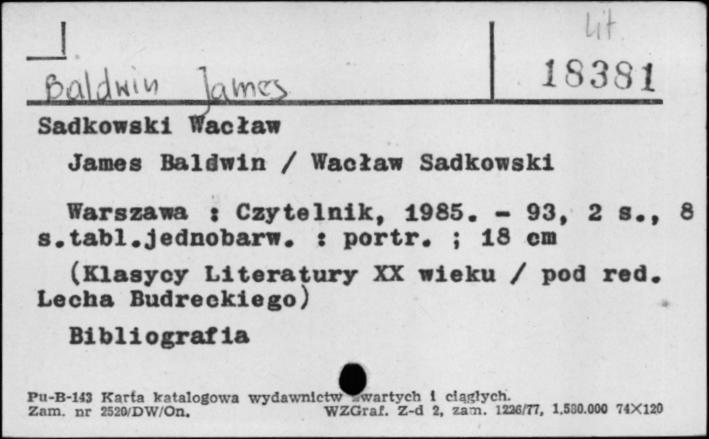 Lit
18381
Baldwin James
Sadkowski Wacław
James Baldwin / Wacław Sadkowski
Warszawa : Czytelnik, 1985. - 93, 2 s., 8
s.tabl.jednobarw. : portr. ; 18 cm
(Klasycy Literatury XX wieku / pod red.
Lecha Budreckiego)
Bibliografia
Pu-B-143 Karta katalogowa wydawnictw zwartych i ciągłych.
Zam. nr 2520/DW/On. WZGraf. Z-d 2, zam. 1226/77, 1.580.000 74×120